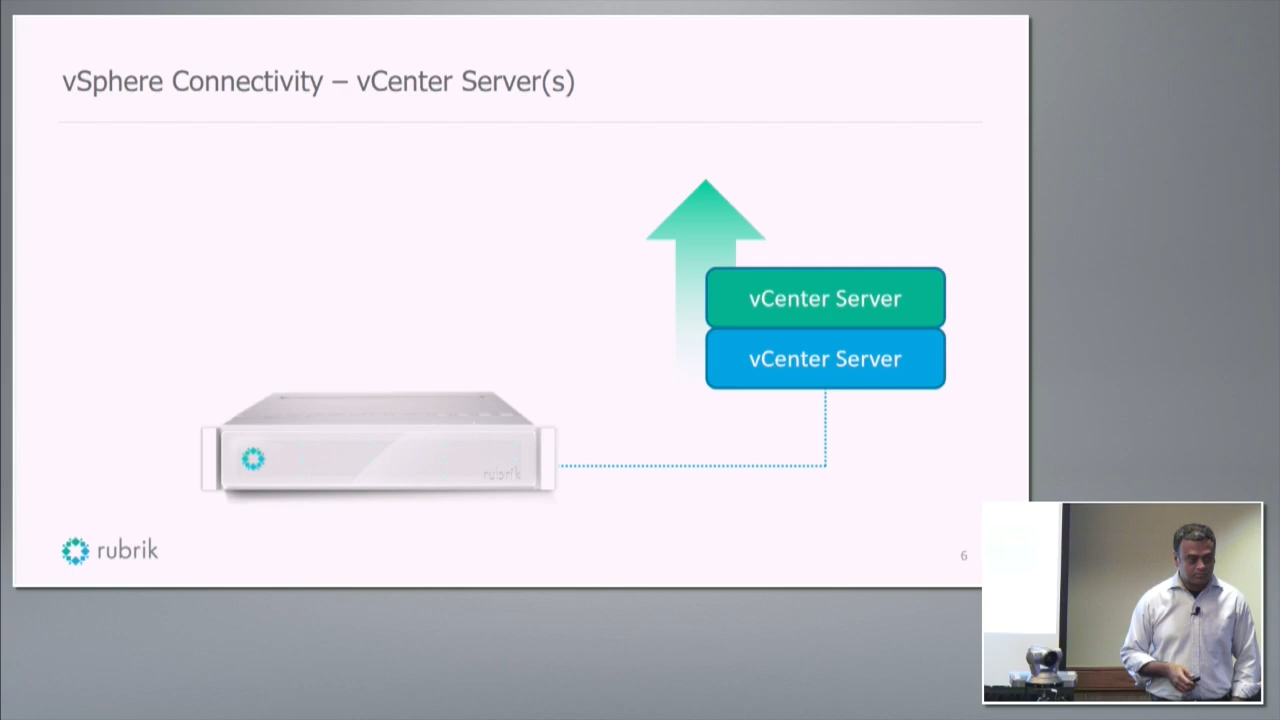 vSphere Connectivity – vCenter Server(s)
vCenter Server
vCenter Server
rubrik
rubrik
6